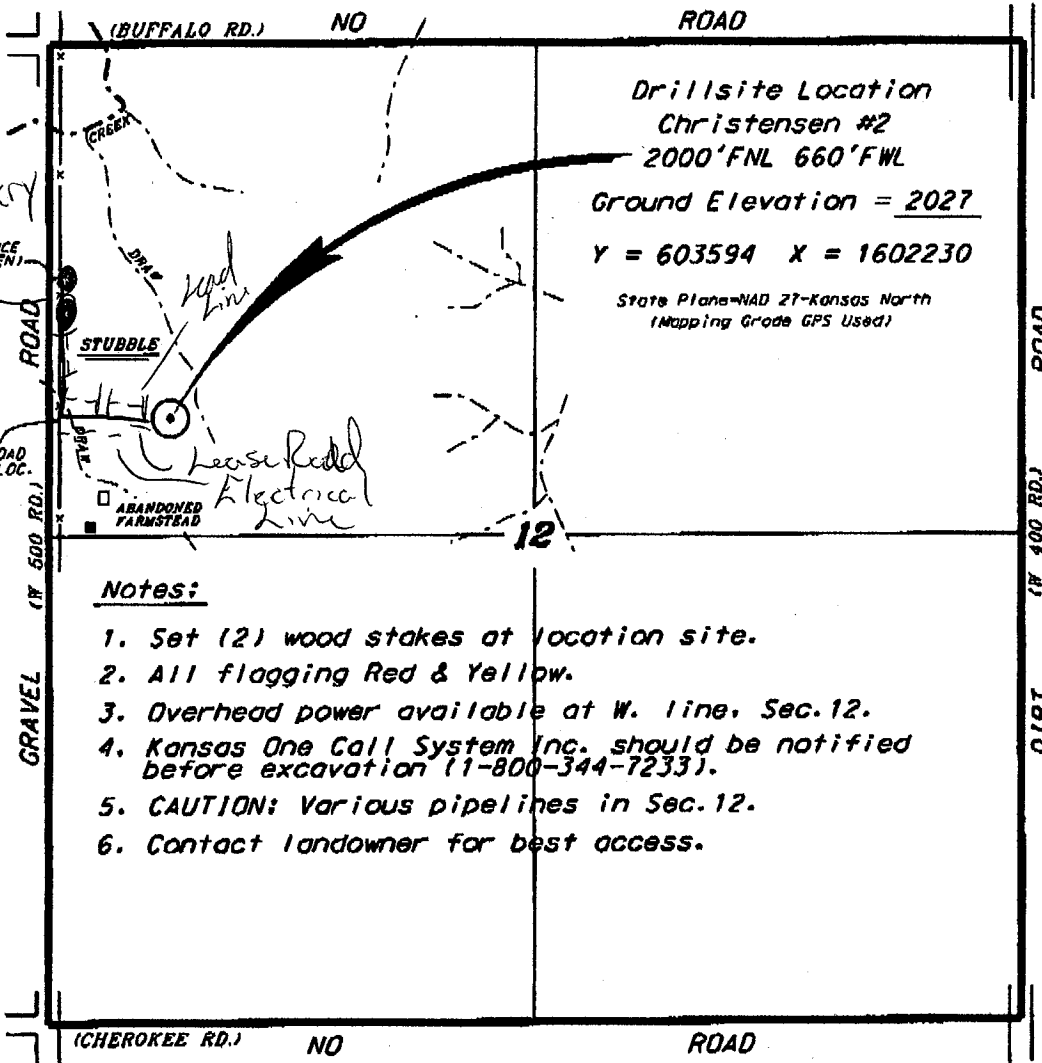 (BUFFALO RD.) NO ROAD
Drillsite Location
Christensen #2
2000'FNL 660'FWL
Ground Elevation = 2027
Y = 603594 X = 1602230
State Plane-NAD 27-Kansas North
(Mapping Grade GPS Used)
CREEK
DRAW
Lead
Line
STUBBLE
Lease Road
Electrical
Line
DRAW
ABANDONED
FARMSTEAD
LOC.
12
GRAVEL (W 500 RD.) ROAD
DIRT (W 400 RD.) ROAD
Notes:
1. Set (2) wood stakes at location site.
2. All flagging Red & Yellow.
3. Overhead power available at W. line, Sec.12.
4. Kansas One Call System Inc. should be notified
before excavation (1-800-344-7233).
5. CAUTION: Various pipelines in Sec.12.
6. Contact landowner for best access.
(CHEROKEE RD.) NO ROAD